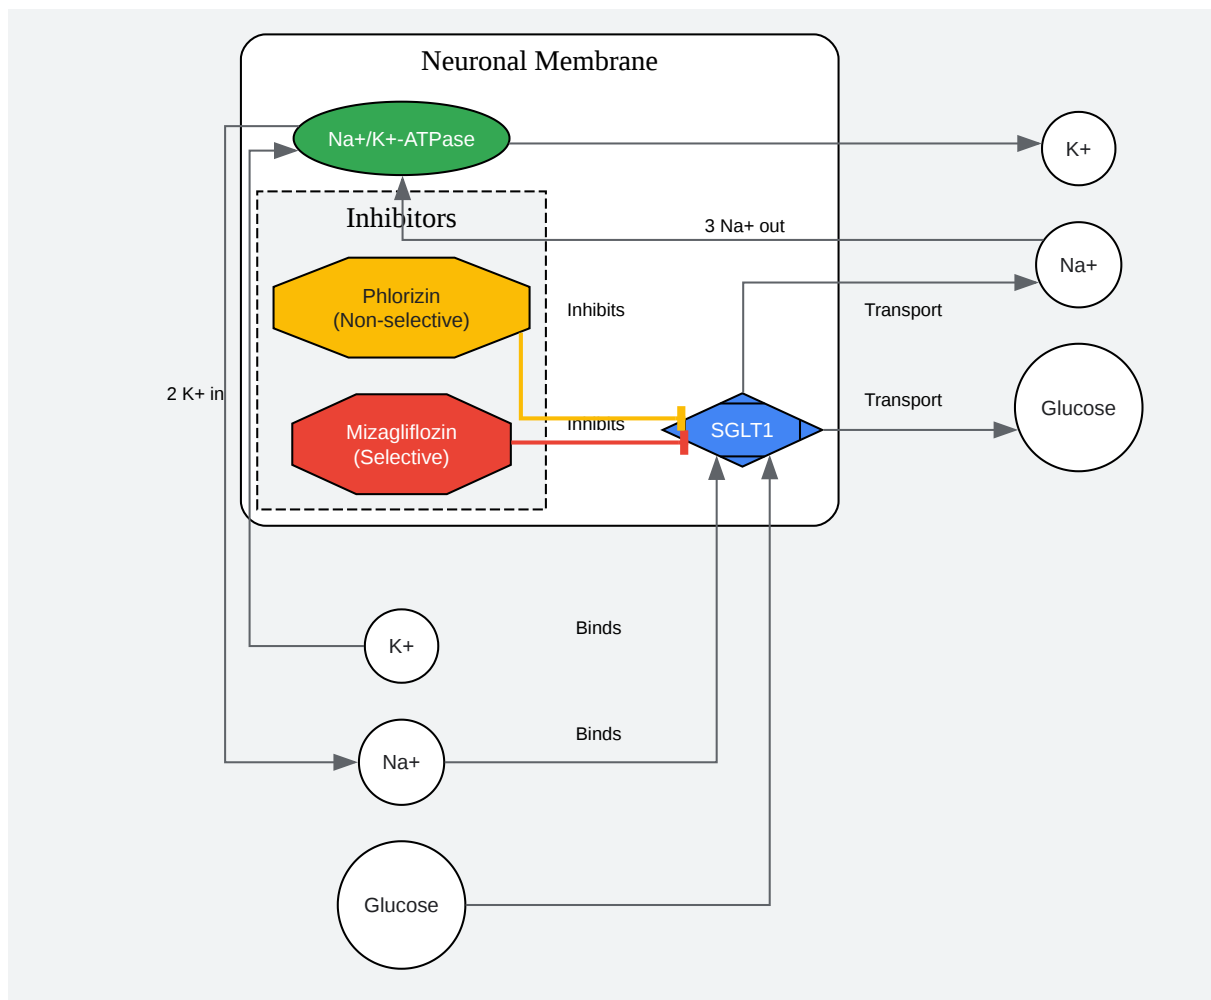 Neuronal Membrane
Na+/K+-ATPase
K+
Inhibitors
3 Na+ out
Na+
Phlorizin
(Non-selective)
Inhibits
Transport
2 K+ in
Mizagliflozin
(Selective)
Inhibits
SGLT1
Transport
Glucose
K+
Binds
Na+
Binds
Glucose